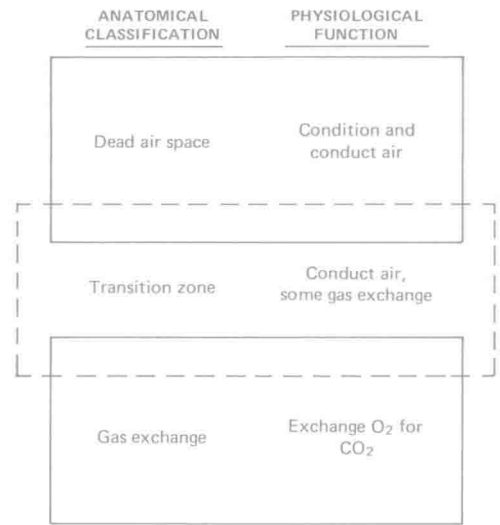 ANATOMICAL CLASSIFICATION
PHYSIOLOGICAL FUNCTION
Dead air space
Condition and
conduct air
Transition zone
Conduct air,
some gas exchange
Gas exchange
Exchange O₂ for
CO₂